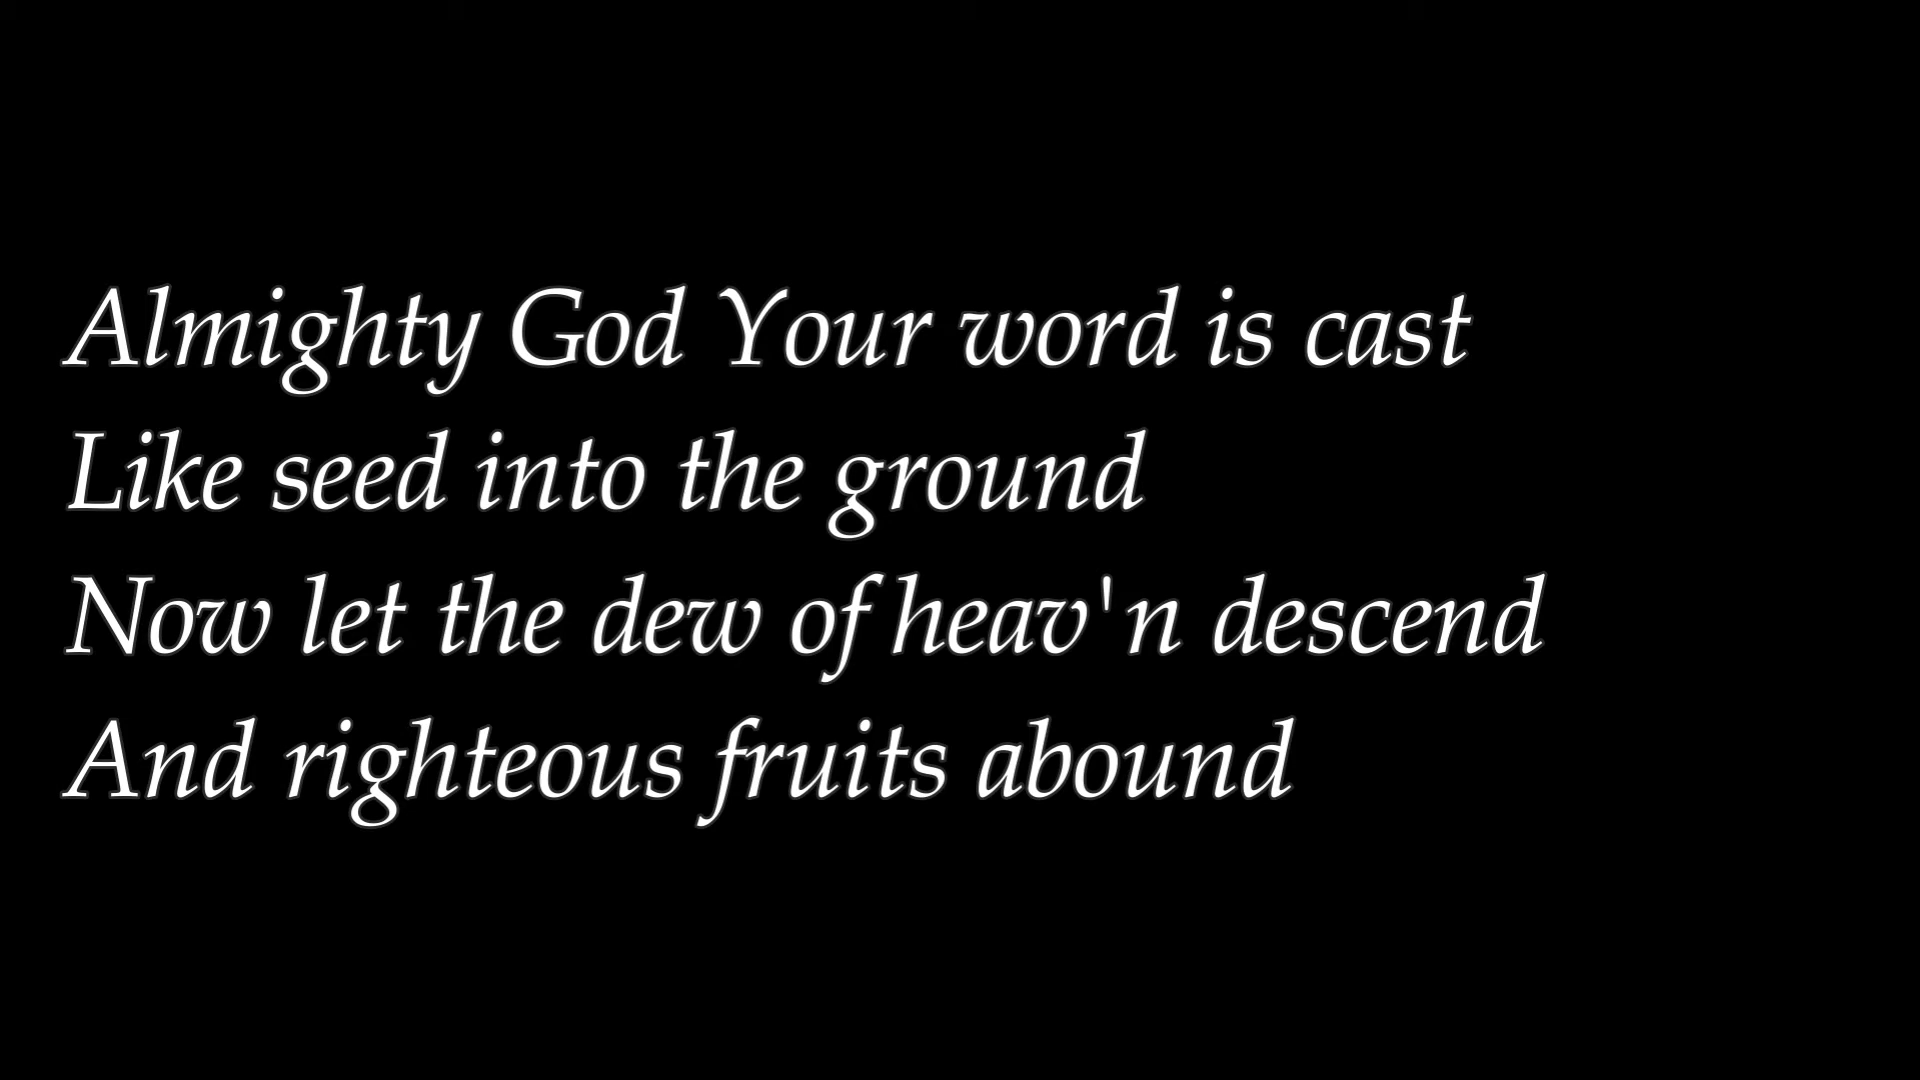 Almighty God Your word is cast
Like seed into the ground
Now let the dew of heav'n descend
And righteous fruits abound